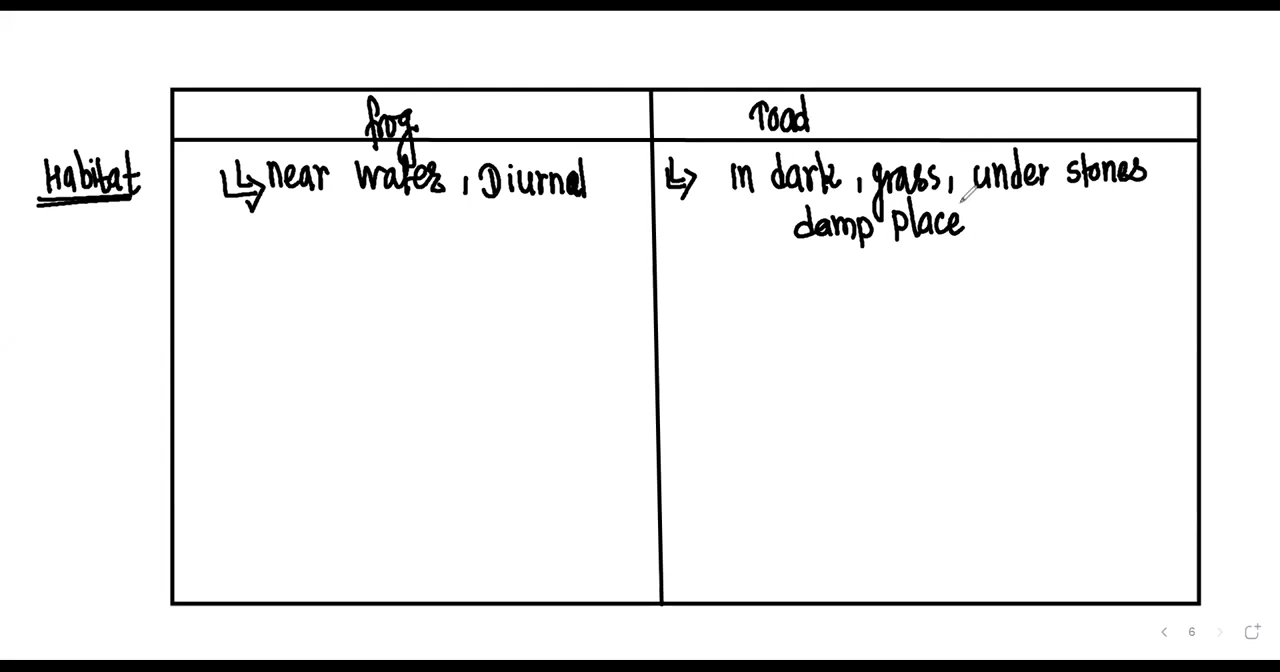 frog
Toad
Habitat
↳ near water, Diurnal
↳ in dark, grass, under stones
damp place
6